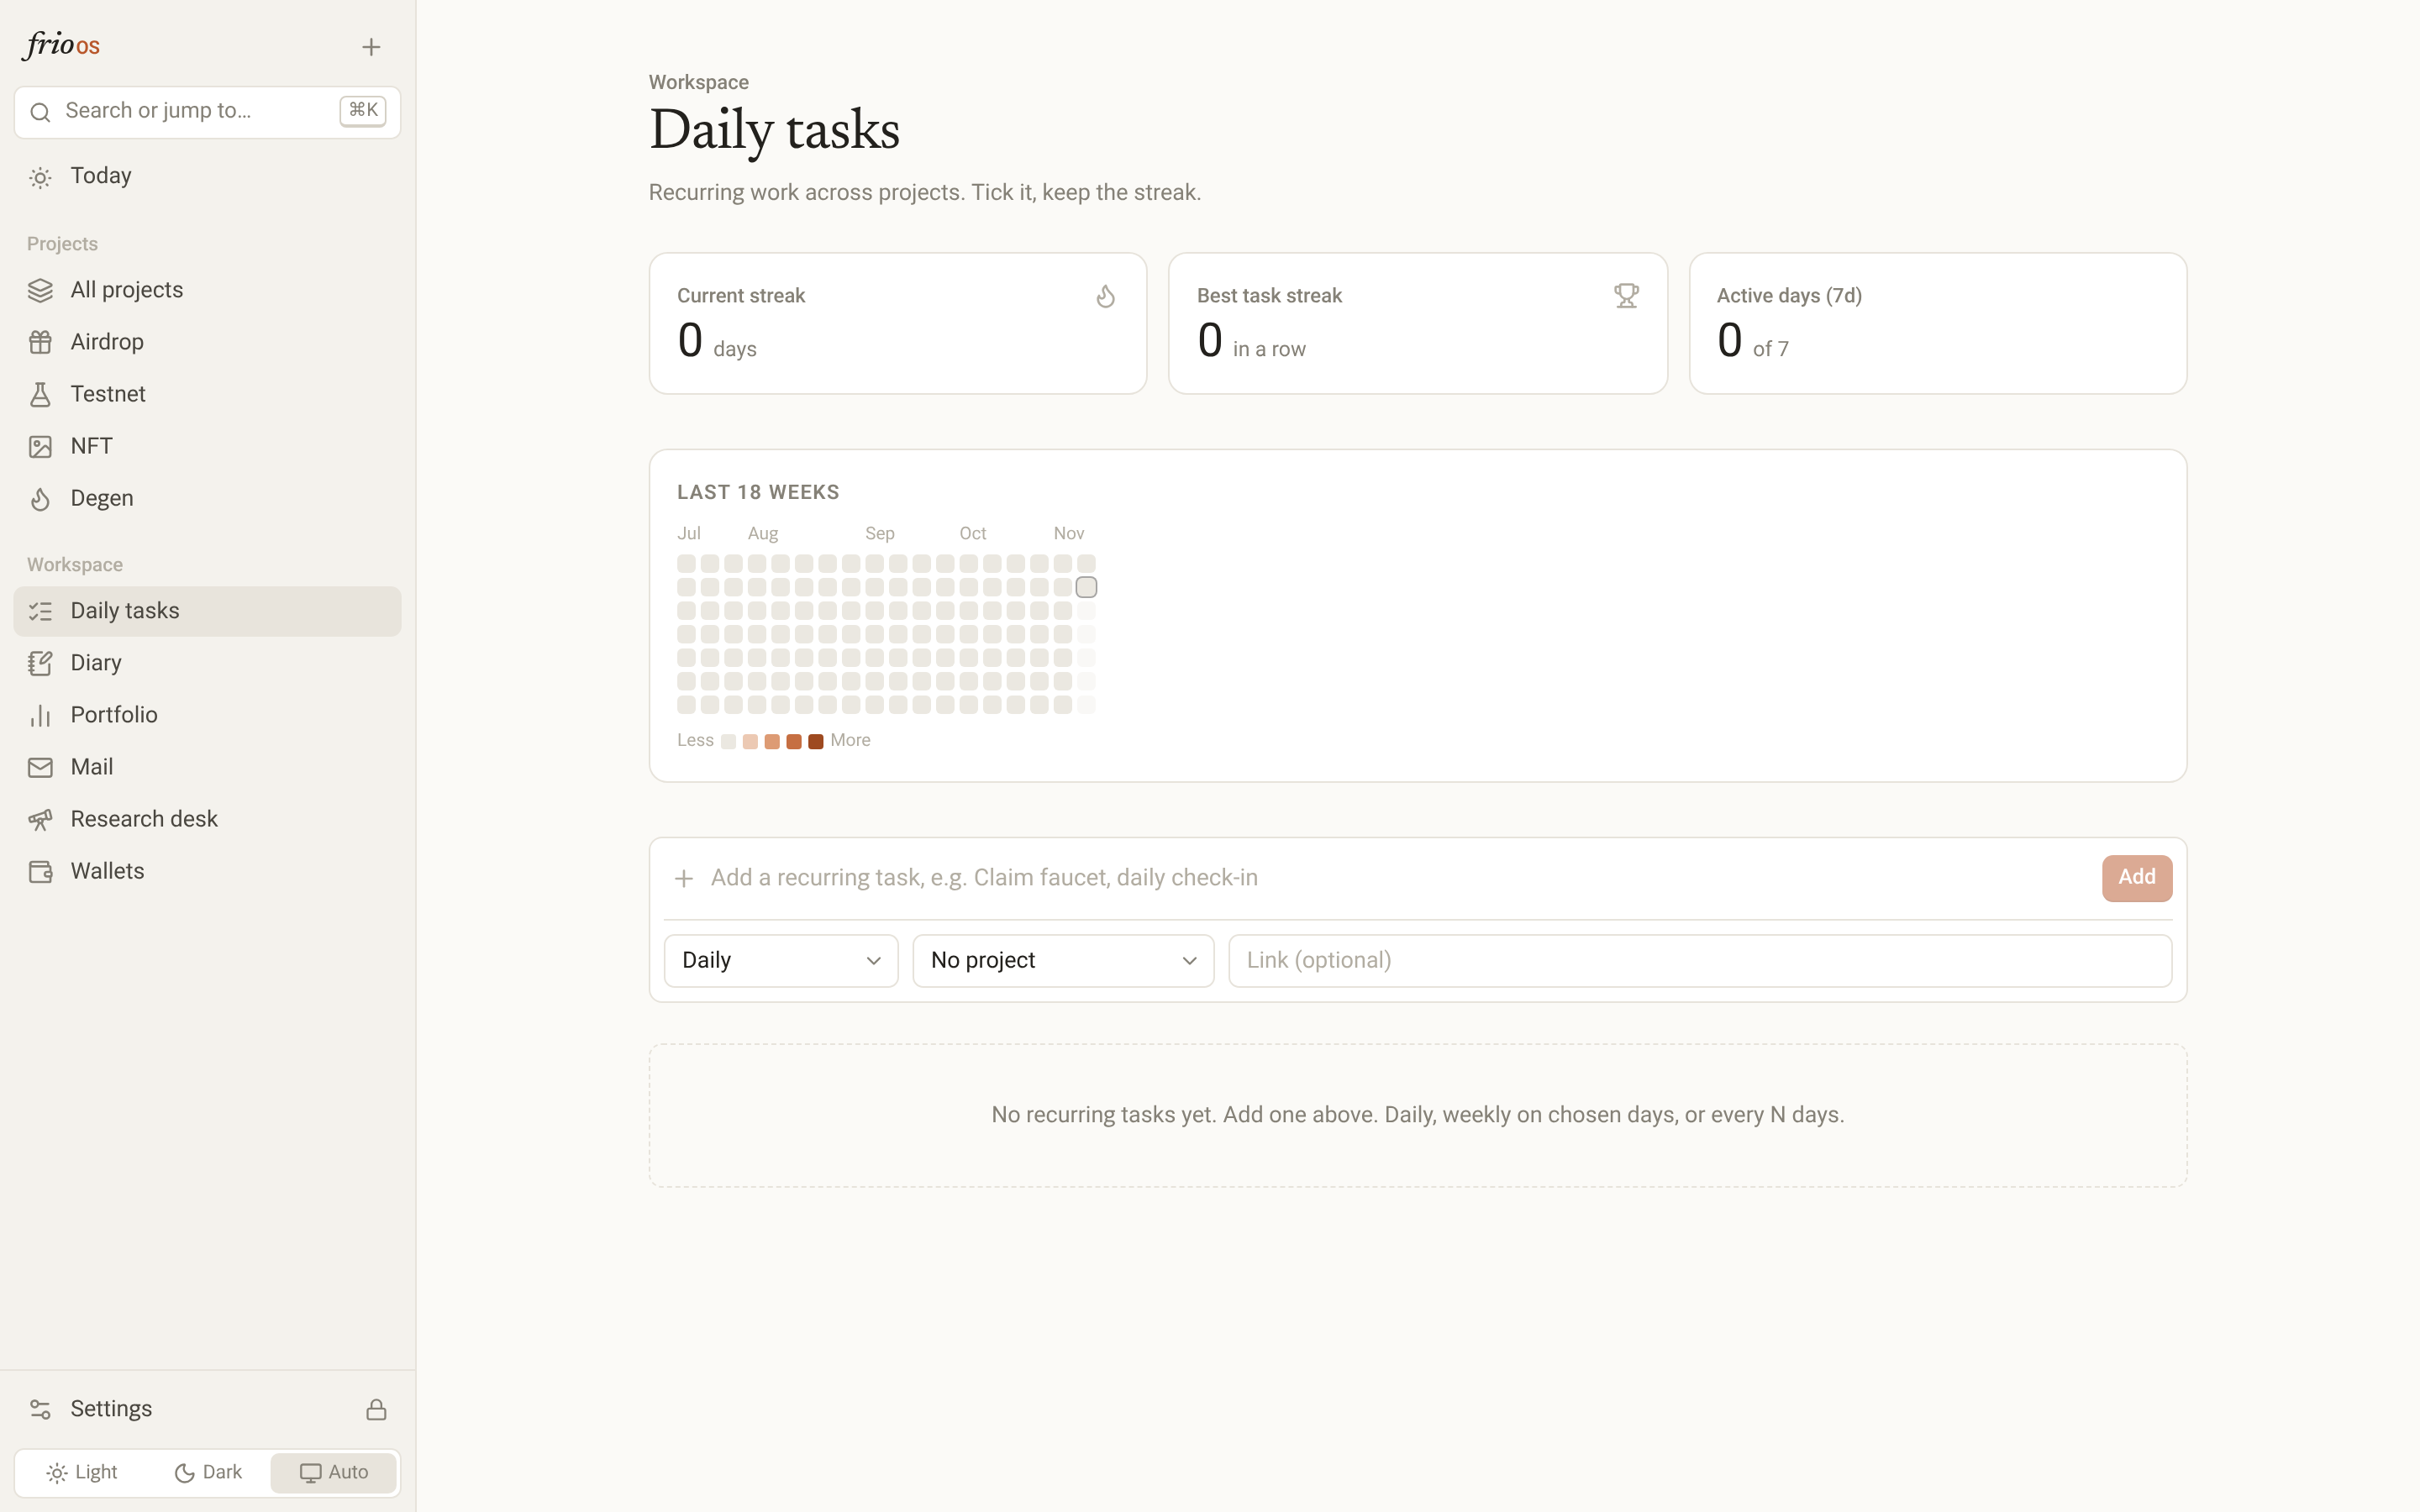 frio os
Search or jump to... ⌘K
Today
Projects
All projects
Airdrop
Testnet
NFT
Degen
Workspace
Daily tasks
Diary
Portfolio
Mail
Research desk
Wallets
Settings
Light Dark Auto
Workspace
Daily tasks
Recurring work across projects. Tick it, keep the streak.
Current streak
0 days
Best task streak
0 in a row
Active days (7d)
0 of 7
LAST 18 WEEKS
Jul Aug Sep Oct Nov
Less More
Add a recurring task, e.g. Claim faucet, daily check-in Add
Daily No project Link (optional)
No recurring tasks yet. Add one above. Daily, weekly on chosen days, or every N days.